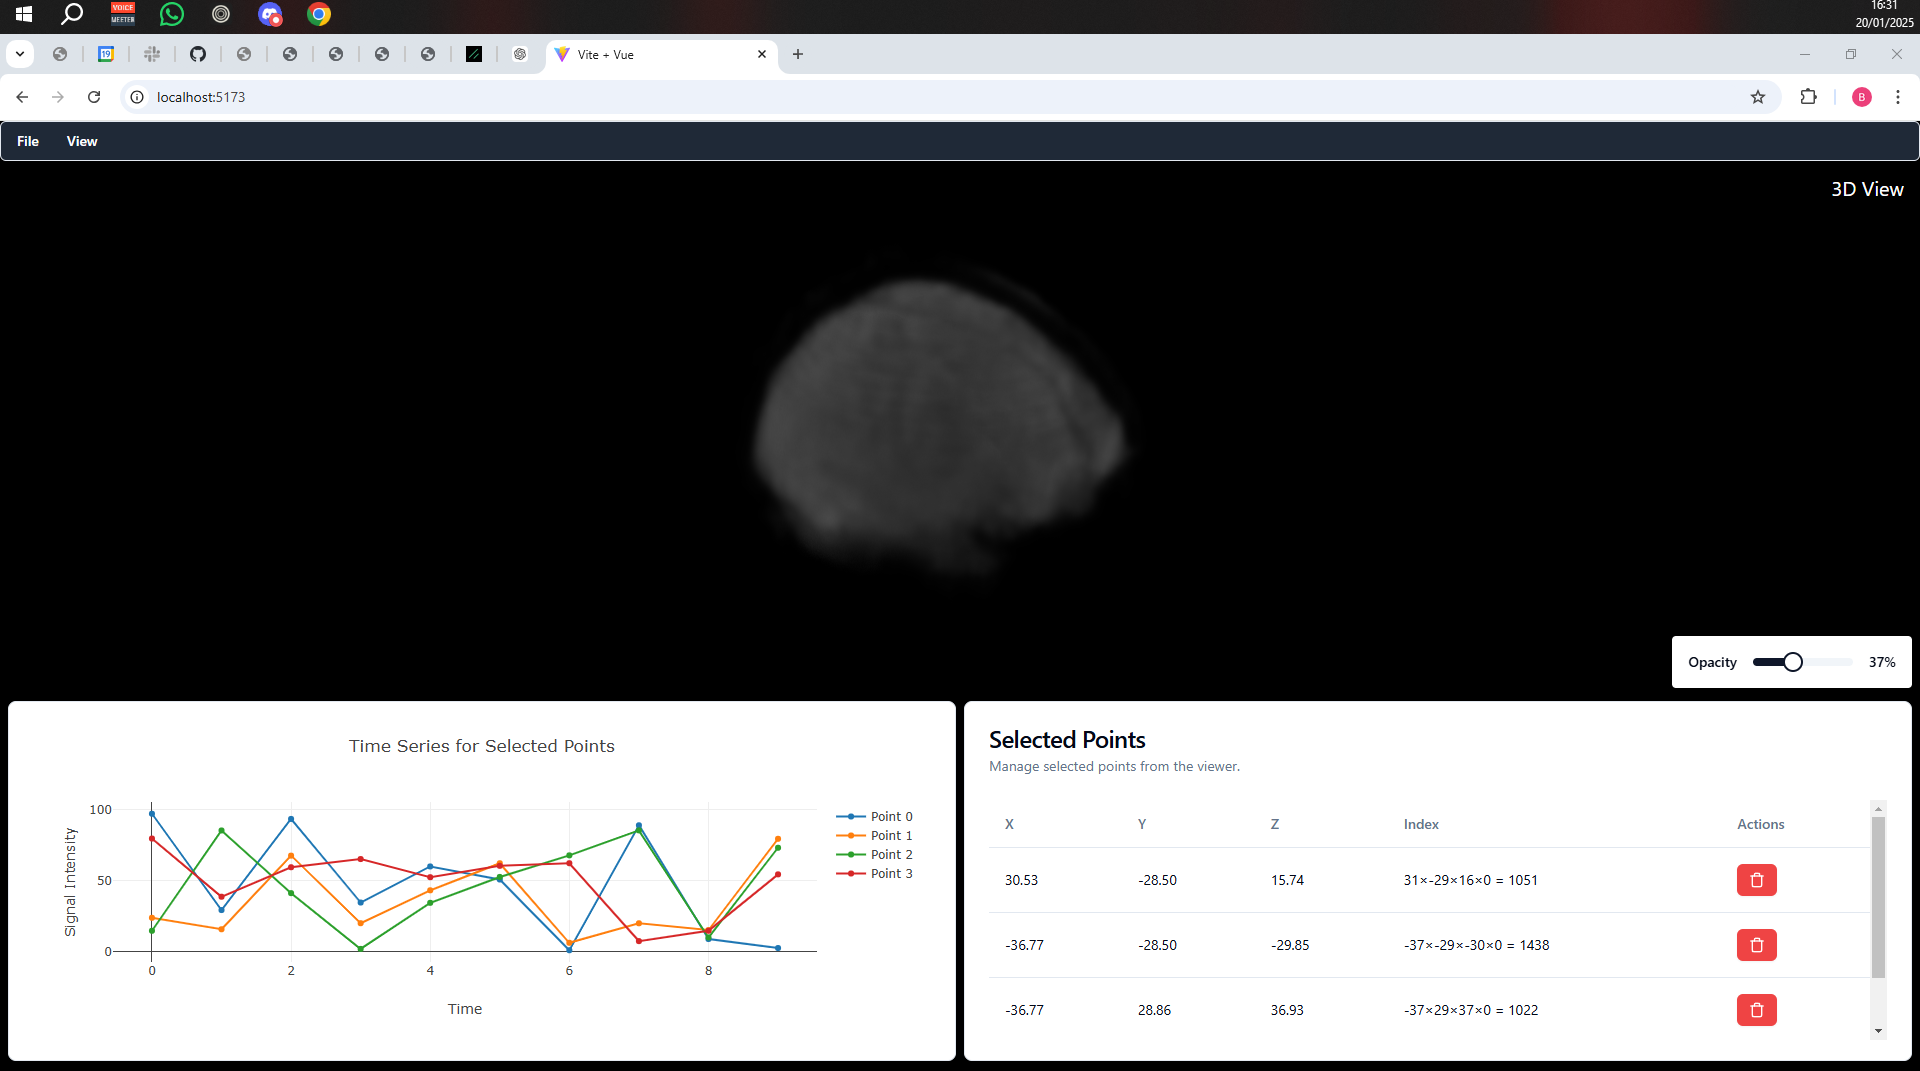 VOICE
MEETER
16:31
20/01/2025
19
Vite + Vue
localhost:5173
B
File View
3D View
Opacity 37%
Time Series for Selected Points
100
50
0
Signal Intensity
0 2 4 6 8
Time
Point 0
Point 1
Point 2
Point 3
Selected Points
Manage selected points from the viewer.
X Y Z Index Actions
30.53 -28.50 15.74 31×-29×16×0 = 1051
-36.77 -28.50 -29.85 -37×-29×-30×0 = 1438
-36.77 28.86 36.93 -37×29×37×0 = 1022